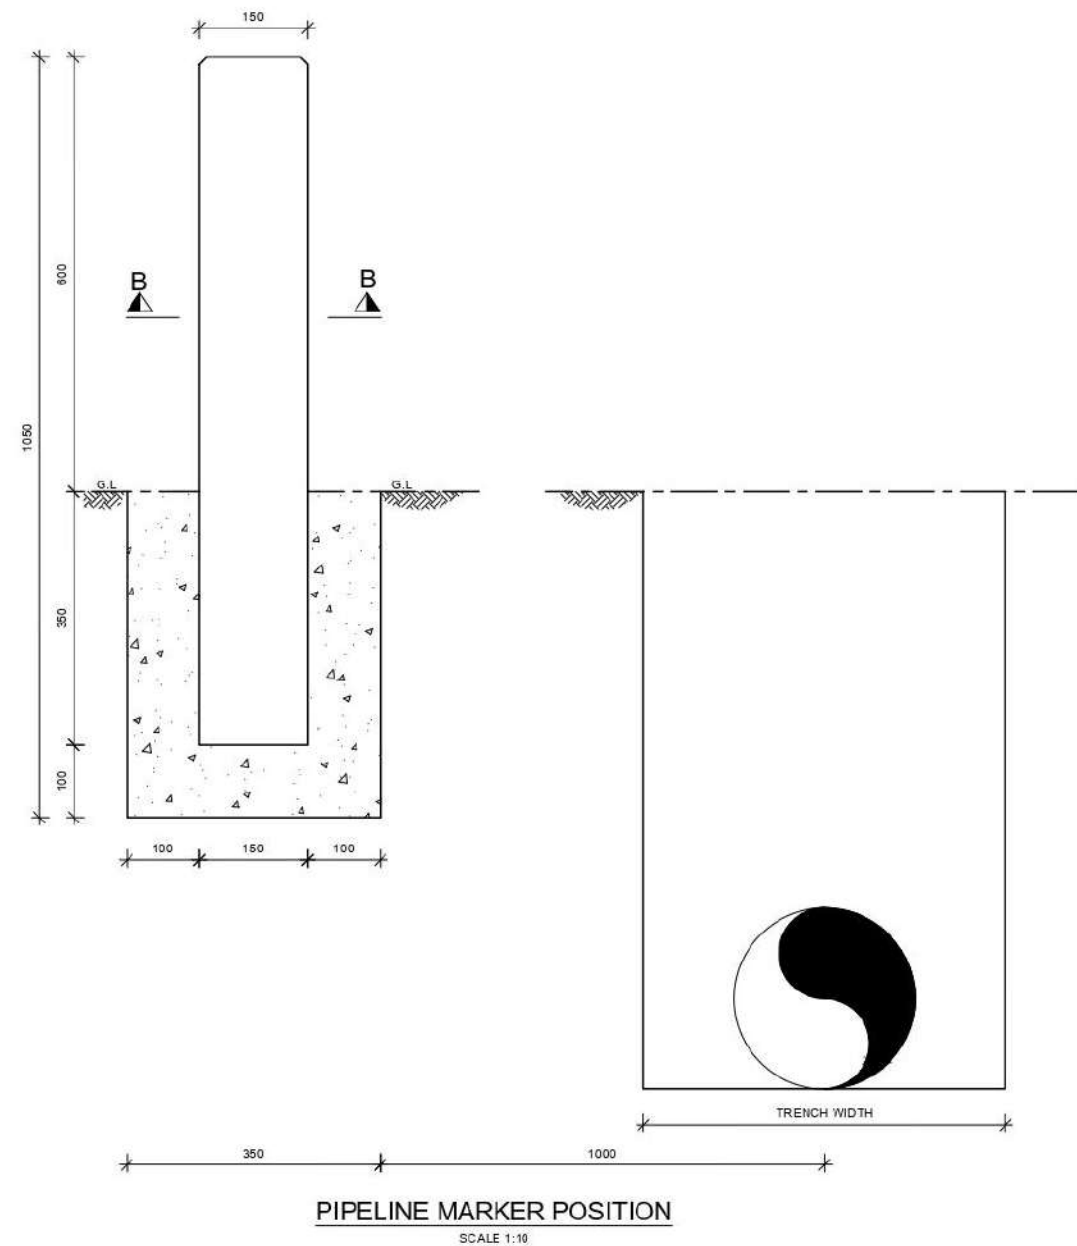 150
B B
600
1050
G.L G.L
350
100
100 150 100
TRENCH WIDTH
350 1000
PIPELINE MARKER POSITION
SCALE 1:10